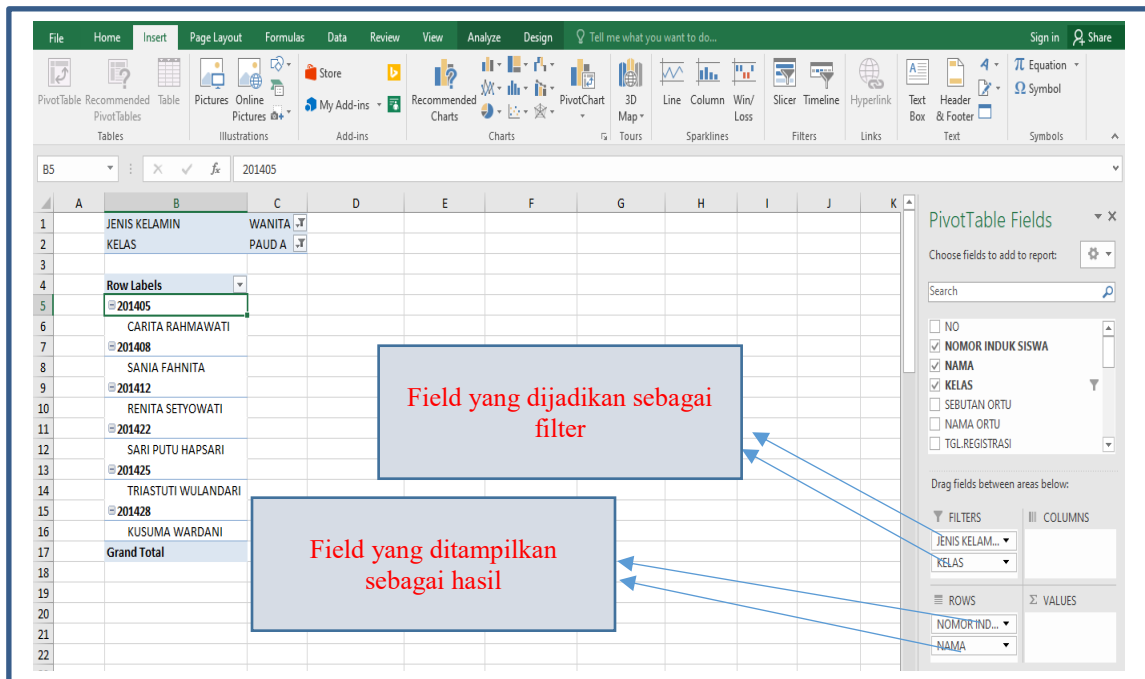 File Home Insert Page Layout Formulas Data Review View Analyze Design Tell me what you want to do... Sign in Share
PivotTable Recommended PivotTables Table
Pictures Online Pictures
Store
My Add-ins
Recommended Charts
PivotChart
3D Map
Line Column Win/Loss
Slicer Timeline
Hyperlink
Text Box Header & Footer
Equation
Symbol
Tables Illustrations Add-ins Charts Tours Sparklines Filters Links Text Symbols
B5 fx 201405
A B C D E F G H I J K
1 JENIS KELAMIN WANITA
2 KELAS PAUD A
3
4 Row Labels
5 201405
6 CARITA RAHMAWATI
7 201408
8 SANIA FAHNITA
9 201412
10 RENITA SETYOWATI
11 201422
12 SARI PUTU HAPSARI
13 201425
14 TRIASTUTI WULANDARI
15 201428
16 KUSUMA WARDANI
17 Grand Total
18
19
20
21
22
Field yang dijadikan sebagai
filter
Field yang ditampilkan
sebagai hasil
PivotTable Fields
Choose fields to add to report:
Search
NO
NOMOR INDUK SISWA
NAMA
KELAS
SEBUTAN ORTU
NAMA ORTU
TGL.REGISTRASI
Drag fields between areas below:
FILTERS COLUMNS
JENIS KELAM...
KELAS
ROWS Σ VALUES
NOMOR IND...
NAMA